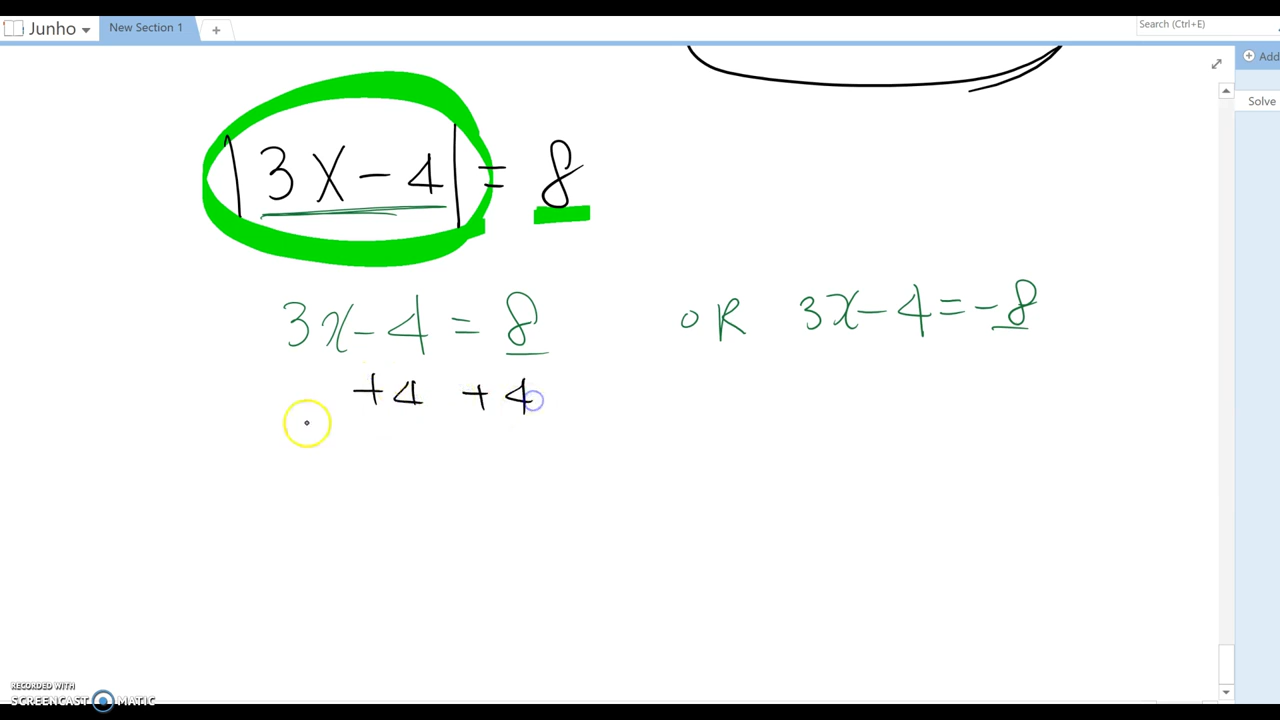 Junho
New Section 1
+
Search (Ctrl+E)
Add
Solve
|3X-4| = 8
3x-4 = 8 OR 3x-4=-8
+4 +4
RECORDED WITH
SCREENCAST MATIC